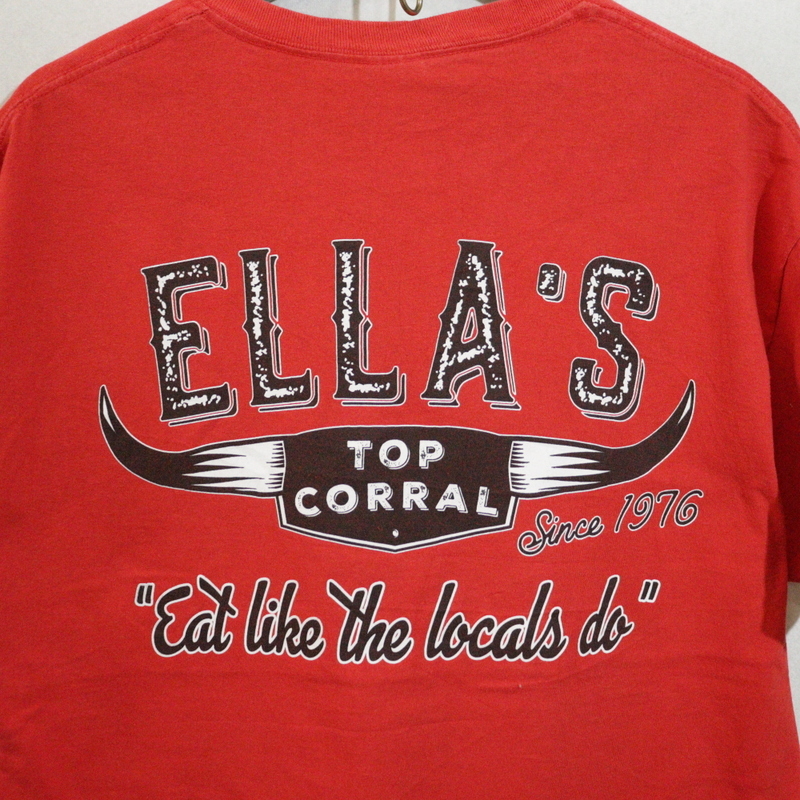 ELLA'S
TOP
CORRAL
Since 1976
"Eat like the locals do"